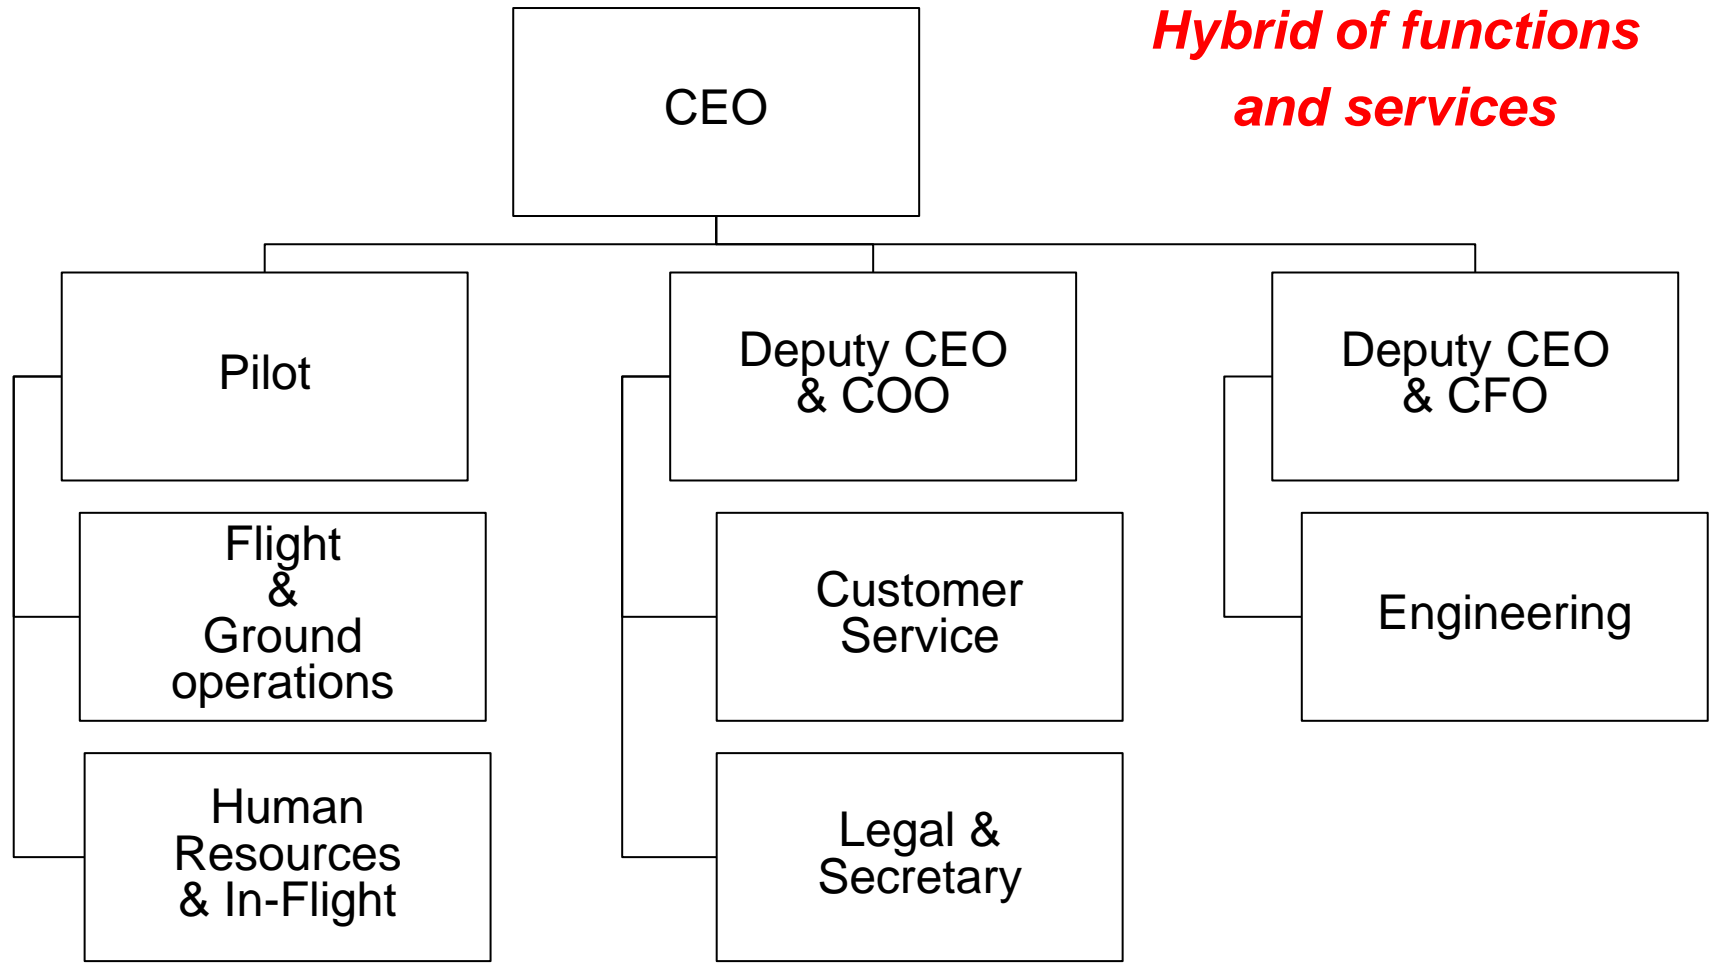 CEO
Hybrid of functions
and services
Pilot
Deputy CEO
& COO
Deputy CEO
& CFO
Flight
&
Ground
operations
Customer
Service
Engineering
Human
Resources
& In-Flight
Legal &
Secretary